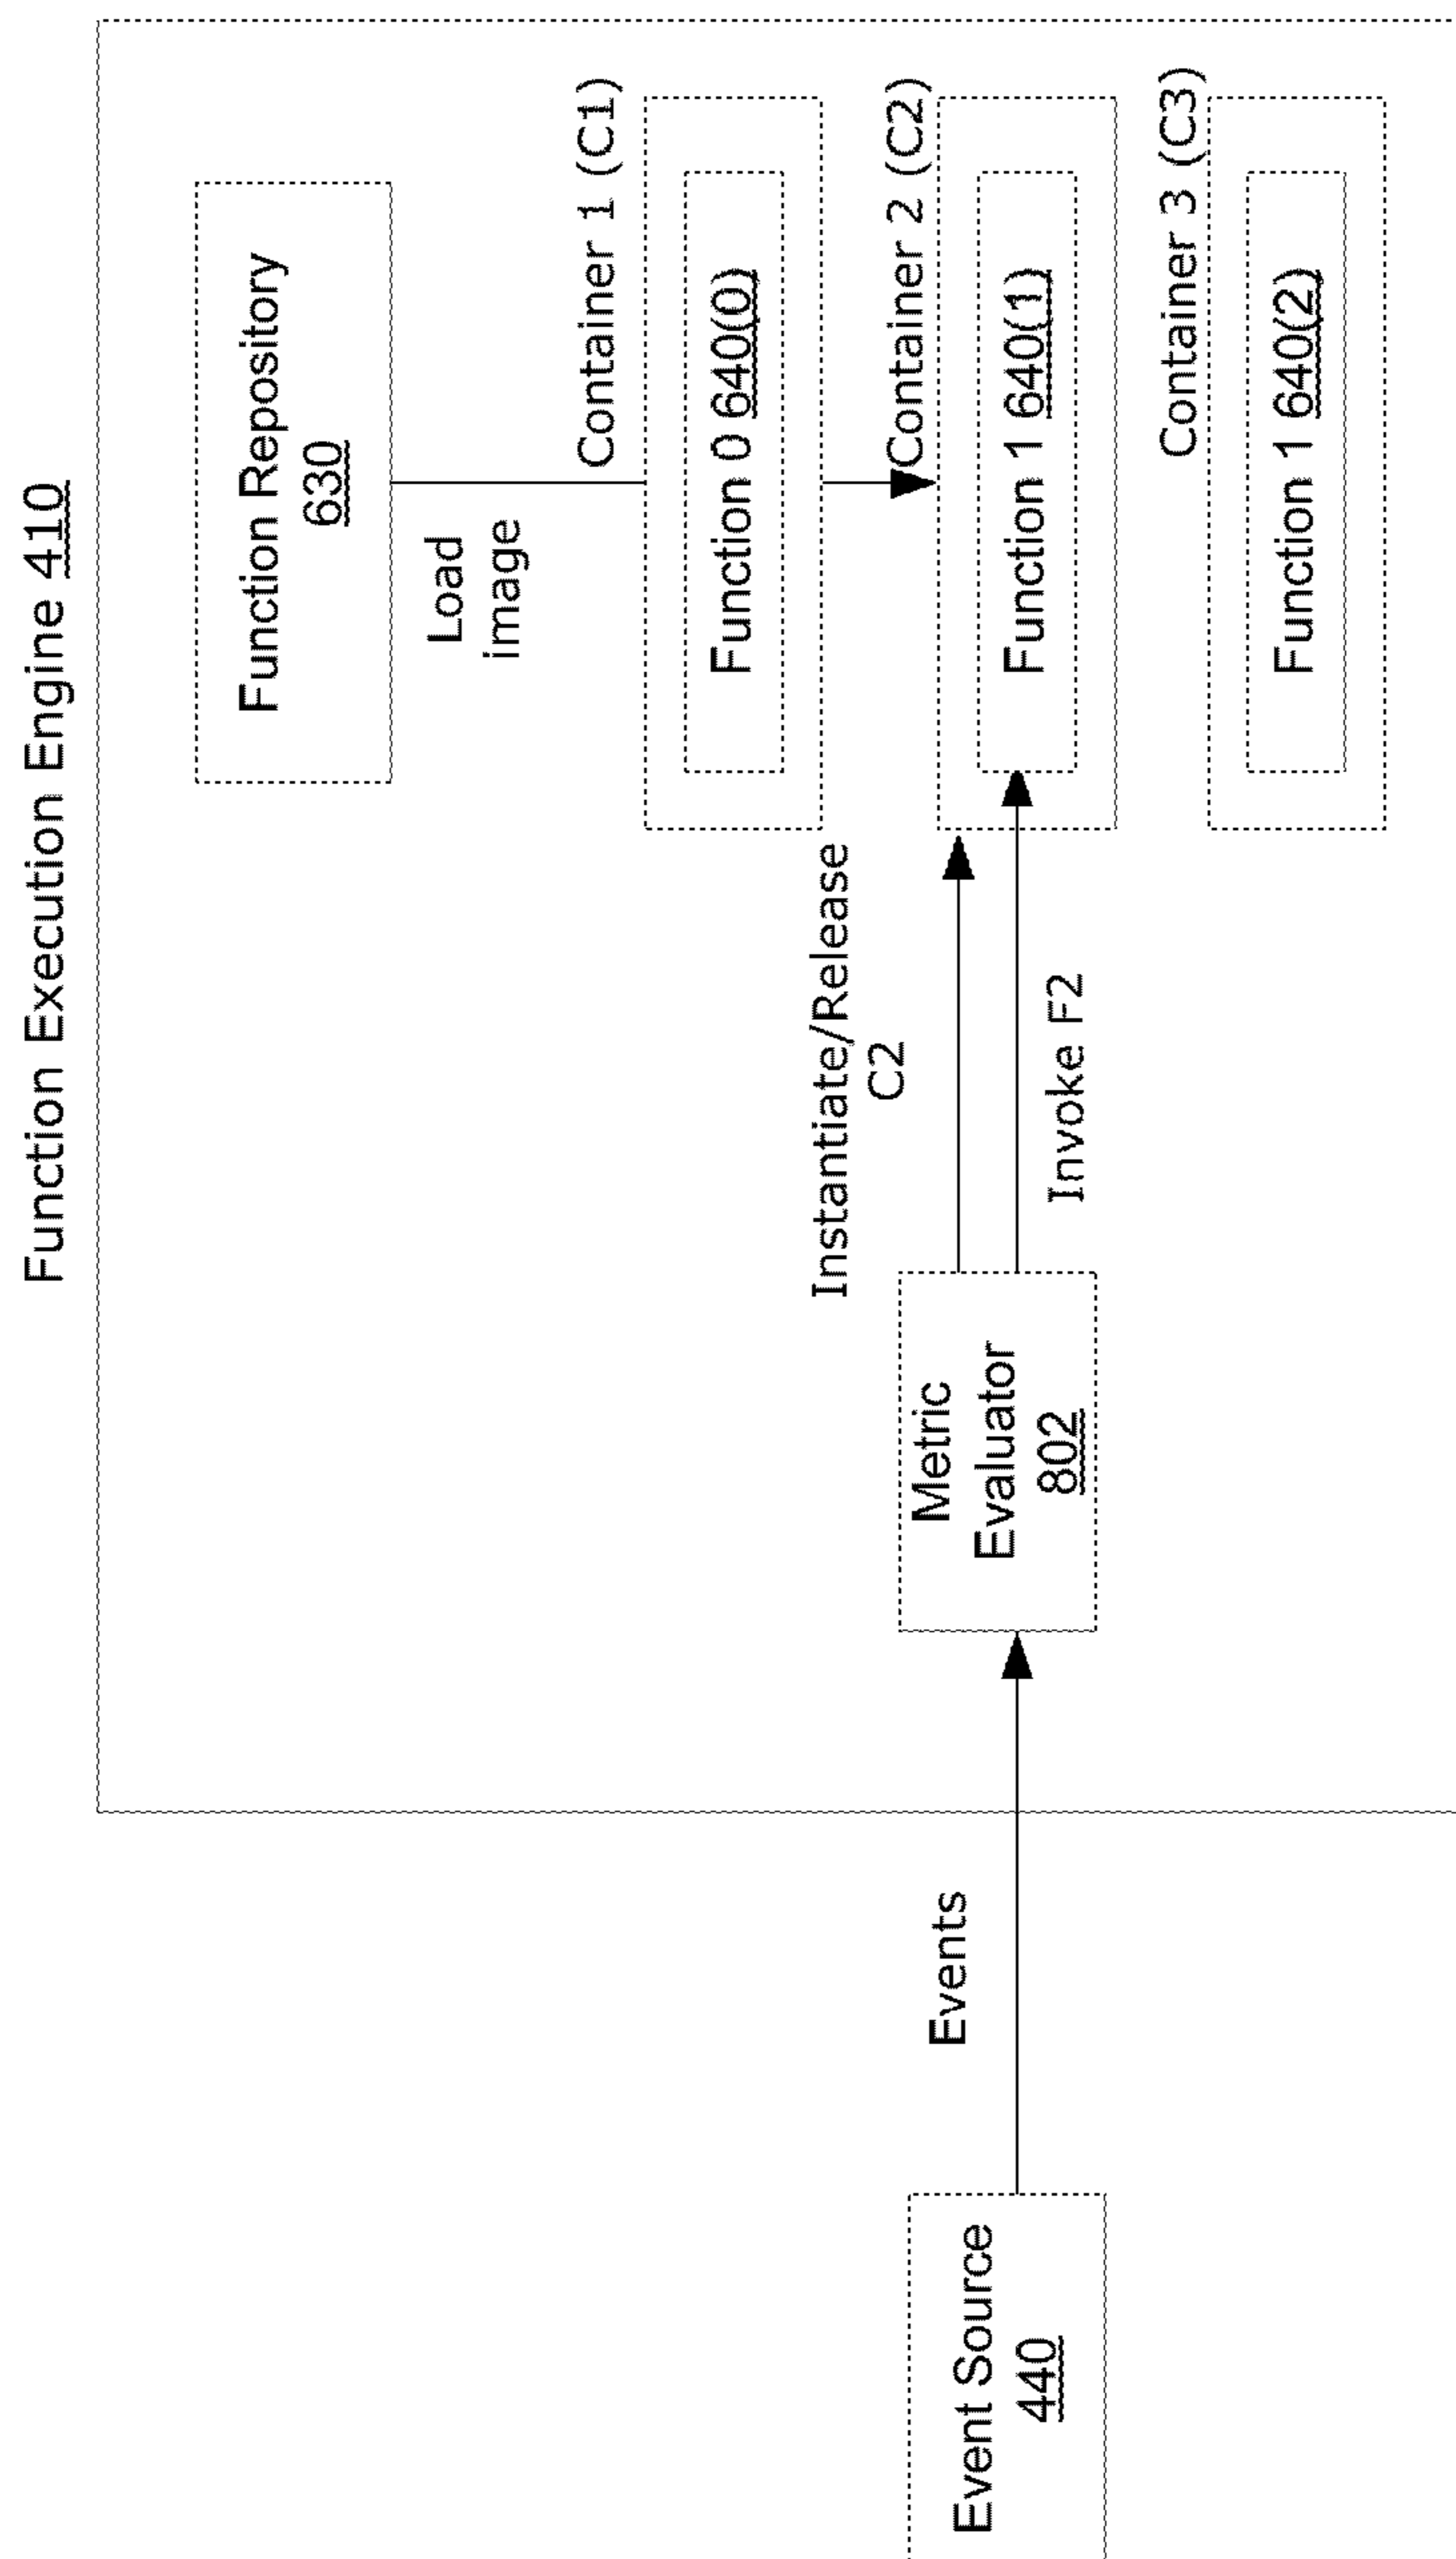 Function Execution Engine 410
Function Repository
630
Load
image
Container 1 (C1)
Function 0 640(0)
Instantiate/Release
C2
Container 2 (C2)
Function 1 640(1)
Events
Metric
Evaluator
802
Event Source
440
Invoke F2
Container 3 (C3)
Function 1 640(2)